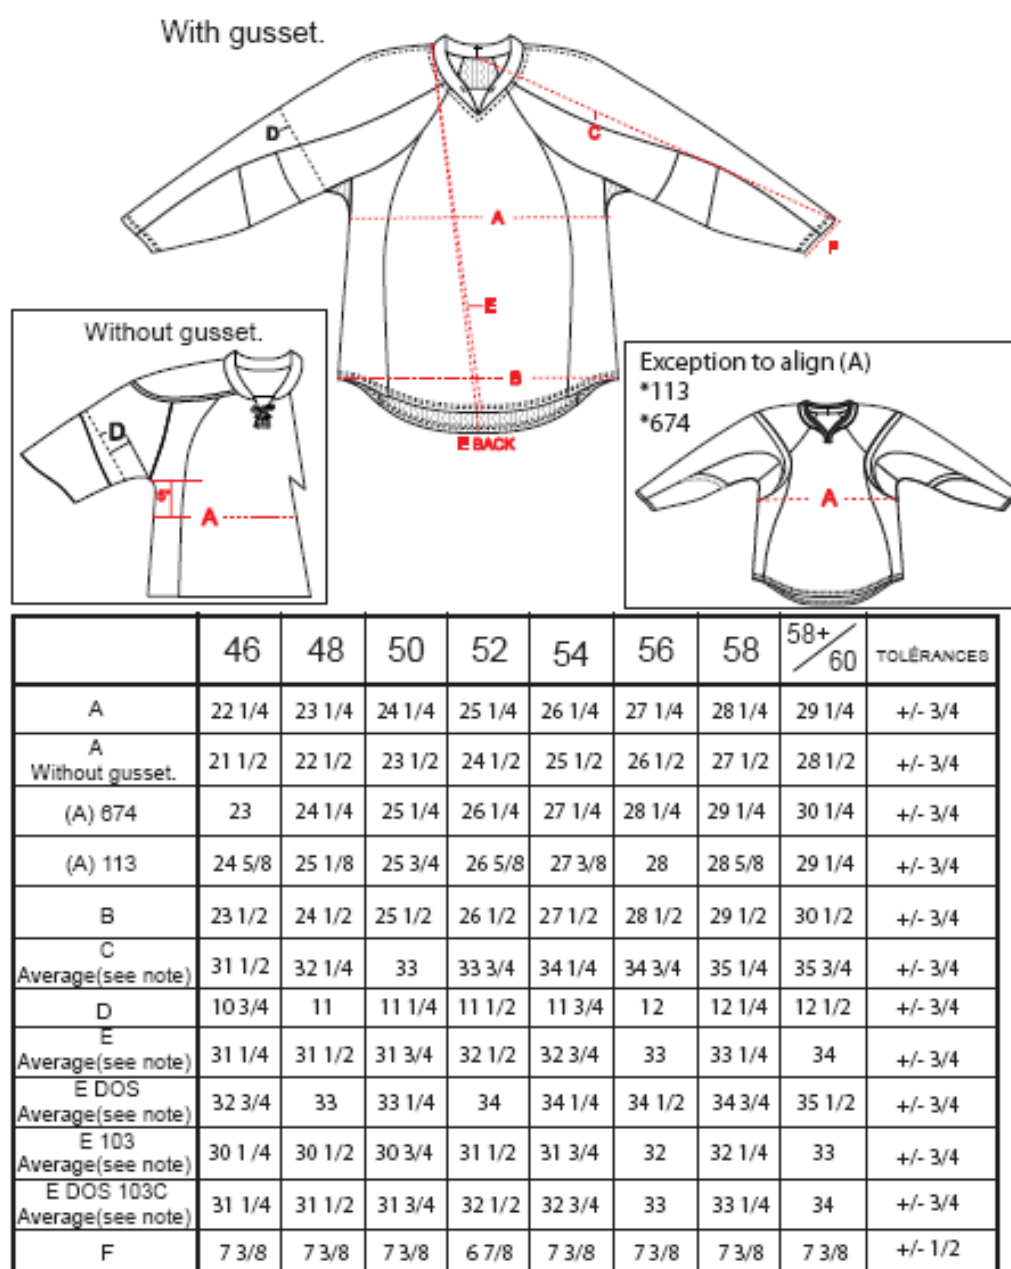 With gusset.
D
C
A
F
E
B
E BACK
Without gusset.
D
6"
A
Exception to align (A)
*113
*674
A
46 48 50 52 54 56 58 58+/60 TOLÉRANCES
A 22 1/4 23 1/4 24 1/4 25 1/4 26 1/4 27 1/4 28 1/4 29 1/4 +/- 3/4
A
Without gusset. 21 1/2 22 1/2 23 1/2 24 1/2 25 1/2 26 1/2 27 1/2 28 1/2 +/- 3/4
(A) 674 23 24 1/4 25 1/4 26 1/4 27 1/4 28 1/4 29 1/4 30 1/4 +/- 3/4
(A) 113 24 5/8 25 1/8 25 3/4 26 5/8 27 3/8 28 28 5/8 29 1/4 +/- 3/4
B 23 1/2 24 1/2 25 1/2 26 1/2 27 1/2 28 1/2 29 1/2 30 1/2 +/- 3/4
C
Average(see note) 31 1/2 32 1/4 33 33 3/4 34 1/4 34 3/4 35 1/4 35 3/4 +/- 3/4
D 10 3/4 11 11 1/4 11 1/2 11 3/4 12 12 1/4 12 1/2 +/- 3/4
E
Average(see note) 31 1/4 31 1/2 31 3/4 32 1/2 32 3/4 33 33 1/4 34 +/- 3/4
E DOS
Average(see note) 32 3/4 33 33 1/4 34 34 1/4 34 1/2 34 3/4 35 1/2 +/- 3/4
E 103
Average(see note) 30 1/4 30 1/2 30 3/4 31 1/2 31 3/4 32 32 1/4 33 +/- 3/4
E DOS 103C
Average(see note) 31 1/4 31 1/2 31 3/4 32 1/2 32 3/4 33 33 1/4 34 +/- 3/4
F 7 3/8 7 3/8 7 3/8 6 7/8 7 3/8 7 3/8 7 3/8 7 3/8 +/- 1/2